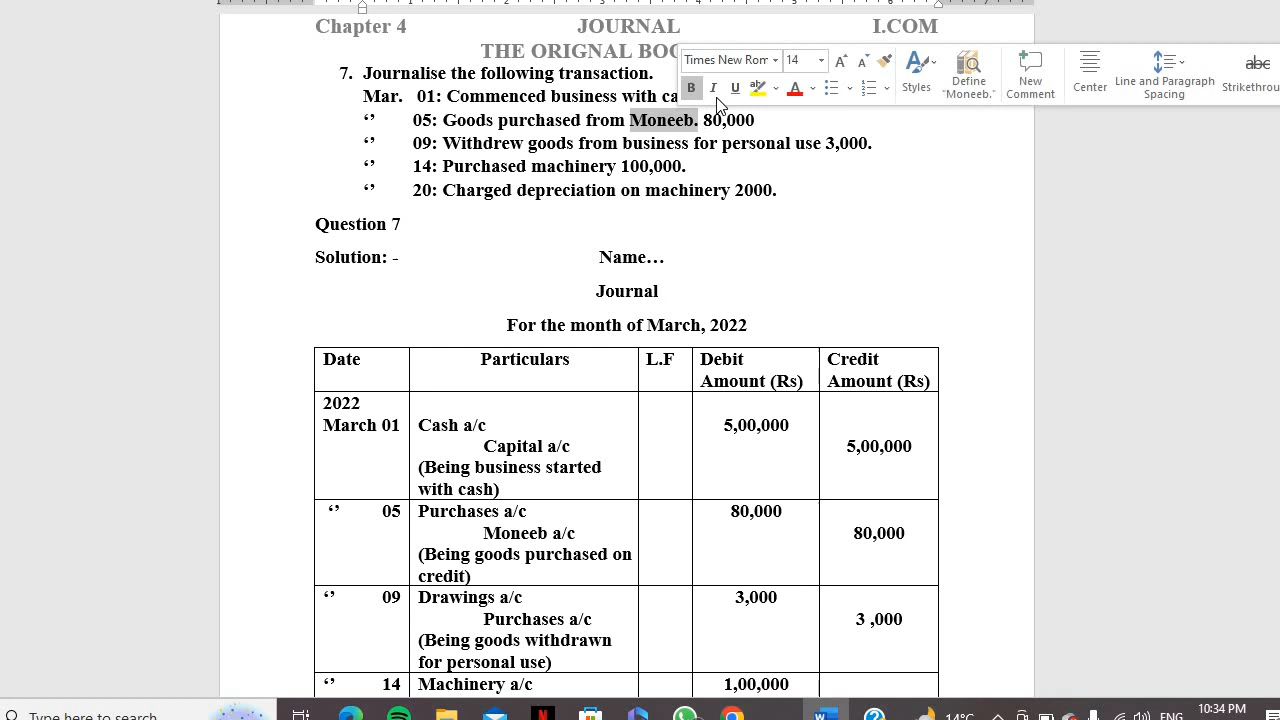 Chapter 4 JOURNAL I.COM
THE ORIGNAL BOO
Times New Rom 14
Styles Define "Moneeb." New Comment Center Line and Paragraph Spacing Strikethrou
7. Journalise the following transaction.
Mar. 01: Commenced business with ca
‘’ 05: Goods purchased from Moneeb. 80,000
‘’ 09: Withdrew goods from business for personal use 3,000.
‘’ 14: Purchased machinery 100,000.
‘’ 20: Charged depreciation on machinery 2000.
Question 7
Solution: - Name…
Journal
For the month of March, 2022
Date Particulars L.F Debit Credit
Amount (Rs) Amount (Rs)
2022
March 01 Cash a/c 5,00,000
Capital a/c 5,00,000
(Being business started
with cash)
‘’ 05 Purchases a/c 80,000
Moneeb a/c 80,000
(Being goods purchased on
credit)
‘’ 09 Drawings a/c 3,000
Purchases a/c 3 ,000
(Being goods withdrawn
for personal use)
‘’ 14 Machinery a/c 1,00,000
Type here to search 14°C ENG 10:34 PM